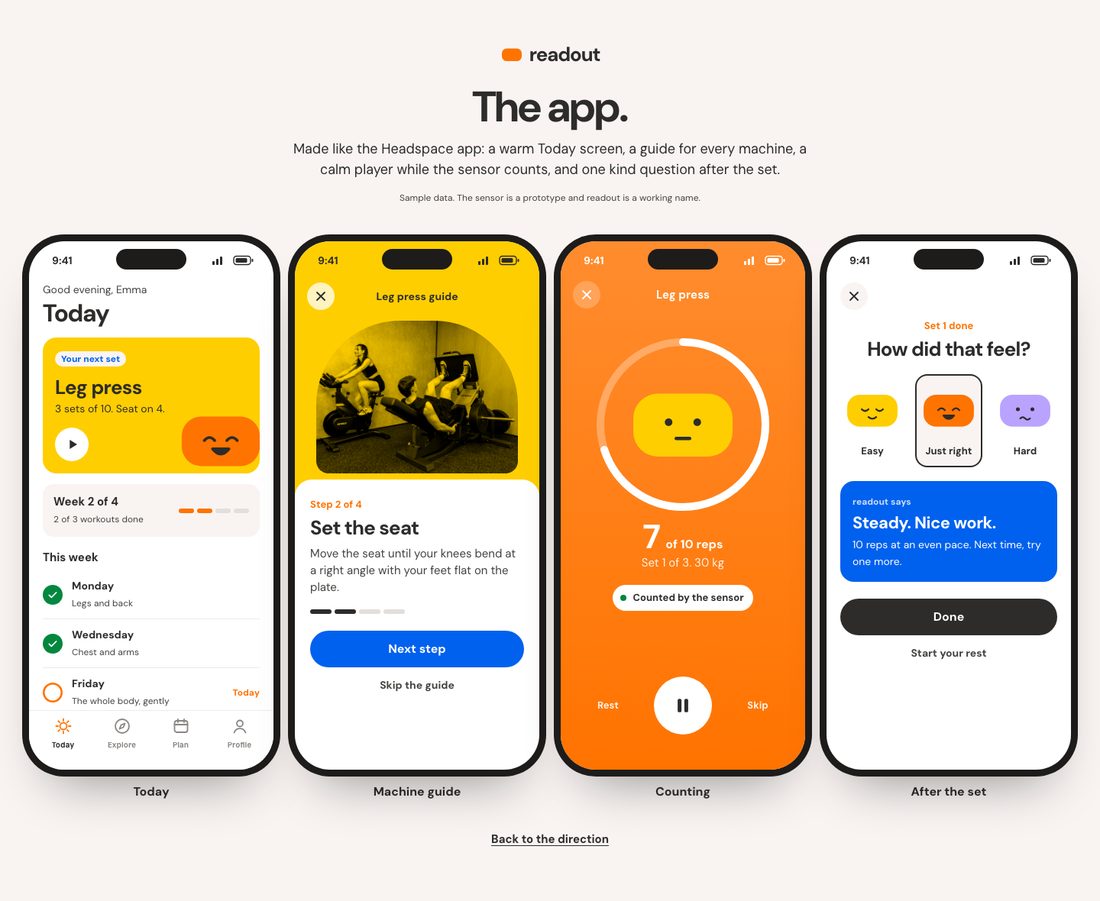 readout
The app.
Made like the Headspace app: a warm Today screen, a guide for every machine, a
calm player while the sensor counts, and one kind question after the set.
Sample data. The sensor is a prototype and readout is a working name.
9:41
Good evening, Emma
Today
Your next set
Leg press
3 sets of 10. Seat on 4.
Week 2 of 4
2 of 3 workouts done
This week
Monday
Legs and back
Wednesday
Chest and arms
Friday
The whole body, gently
Today
Today
Explore
Plan
Profile
Today
9:41
Leg press guide
Step 2 of 4
Set the seat
Move the seat until your knees bend at
a right angle with your feet flat on the
plate.
Next step
Skip the guide
Machine guide
9:41
Leg press
7 of 10 reps
Set 1 of 3. 30 kg
Counted by the sensor
Rest
Skip
Counting
9:41
Set 1 done
How did that feel?
Easy
Just right
Hard
readout says
Steady. Nice work.
10 reps at an even pace. Next time, try
one more.
Done
Start your rest
After the set
Back to the direction